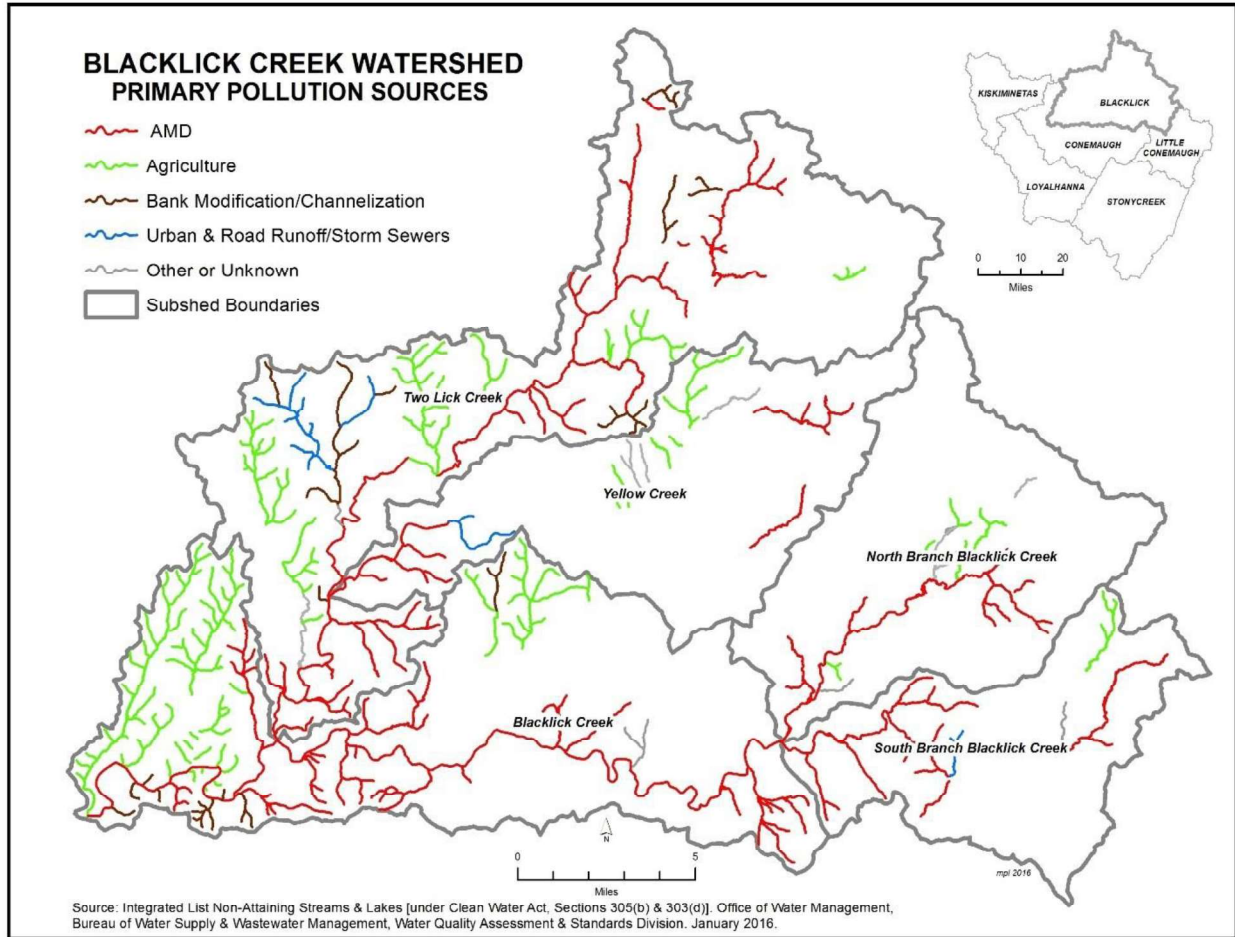 BLACKLICK CREEK WATERSHED
PRIMARY POLLUTION SOURCES
AMD
Agriculture
Bank Modification/Channelization
Urban & Road Runoff/Storm Sewers
Other or Unknown
Subshed Boundaries
KISKIMINETAS
BLACKLICK
CONEMAUGH
LITTLE
CONEMAUGH
LOYALHANNA
STONYCREEK
0 10 20
Miles
Two Lick Creek
Yellow Creek
North Branch Blacklick Creek
Blacklick Creek
South Branch Blacklick Creek
N
0 5
Miles
mpl 2016
Source: Integrated List Non-Attaining Streams & Lakes [under Clean Water Act, Sections 305(b) & 303(d)]. Office of Water Management,
Bureau of Water Supply & Wastewater Management, Water Quality Assessment & Standards Division. January 2016.